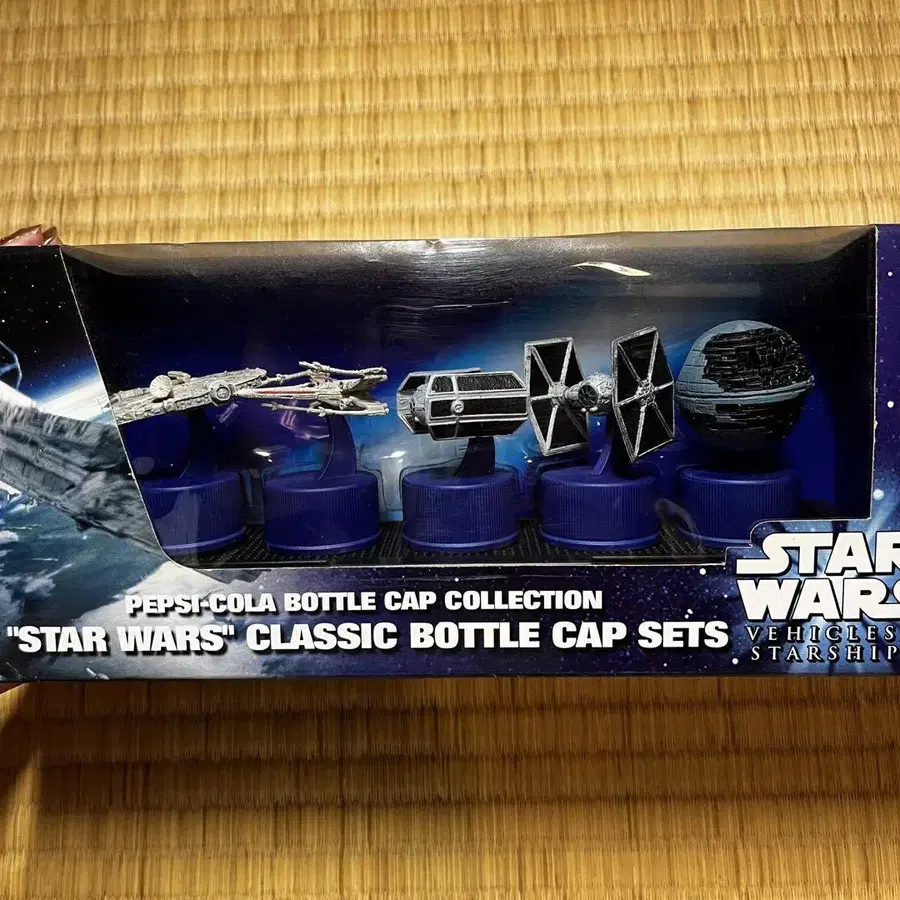 PEPSI-COLA BOTTLE CAP COLLECTION
"STAR WARS" CLASSIC BOTTLE CAP SETS
STAR
WARS
VEHICLES
STARSHIP